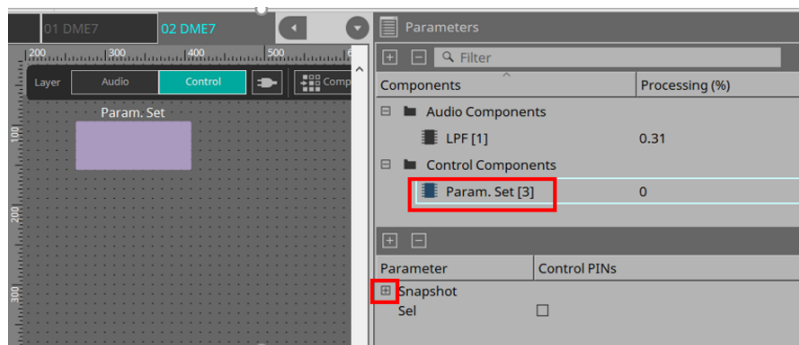 01 DME7
02 DME7
200
300
400
500
Layer
Audio
Control
Comp
Param. Set
100
200
300
Parameters
Filter
Components
Processing (%)
Audio Components
LPF [1]
0.31
Control Components
Param. Set [3]
0
Parameter
Control PINs
Snapshot
Sel